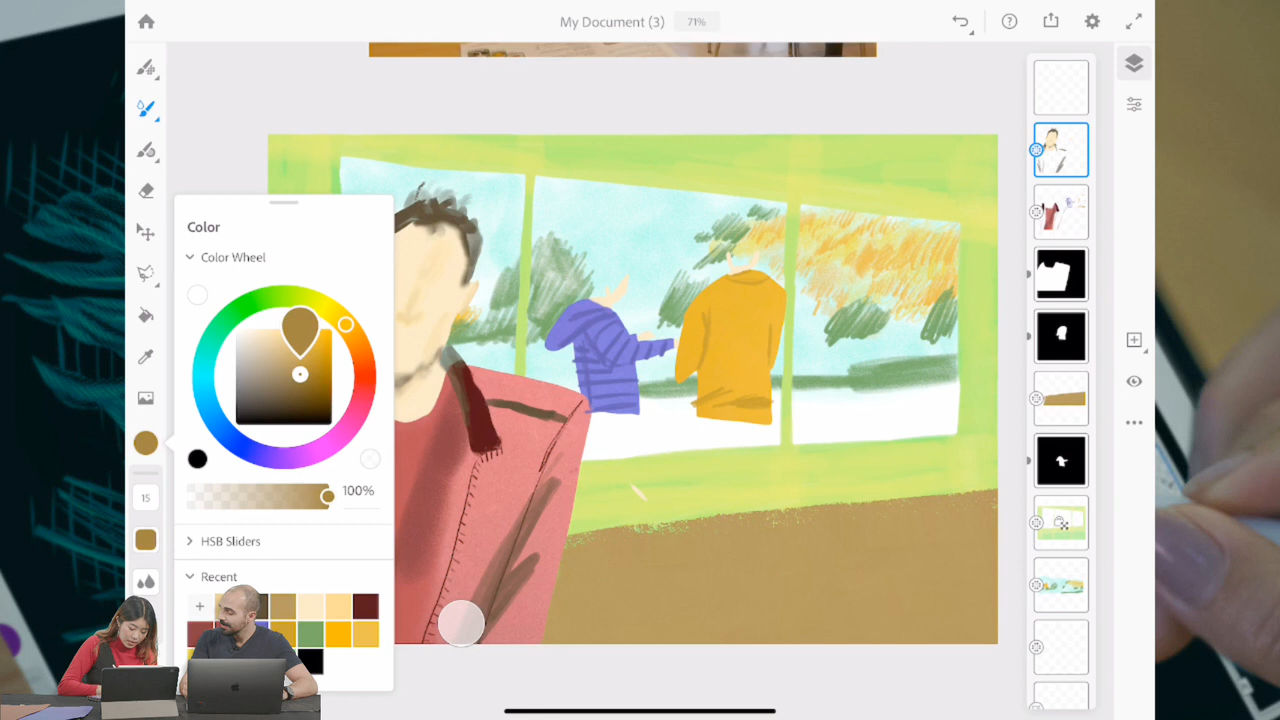 My Document (3)
71%
Color
Color Wheel
100%
15
HSB Sliders
Recent